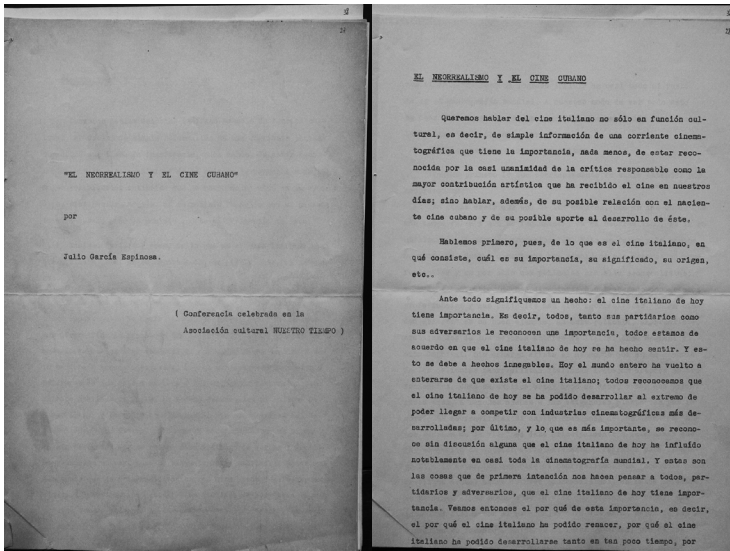 "EL NEORREALISMO Y EL CINE CUBANO"
por
Julio García Espinosa.
( Conferencia celebrada en la
Asociación cultural NUESTRO TIEMPO )
EL NEORREALISMO Y EL CINE CUBANO
Queremos hablar del cine italiano no sólo en función cul-
tural, es decir, de simple información de una corriente cinema-
tográfica que tiene la importancia, nada menos, de estar reco-
nocida por la casi unanimidad de la crítica responsable como la
mayor contribución artística que ha recibido el cine en nuestros
días; sino hablar, además, de su posible relación con el nacien-
te cine cubano y de su posible aporte al desarrollo de éste.
Hablemos primero, pues, de lo que es el cine italiano, en
qué consiste, cuál es su importancia, su significado, su origen,
etc..
Ante todo signifiquemos un hecho: el cine italiano de hoy
tiene importancia. Es decir, todos, tanto sus partidarios como
sus adversarios le reconocen una importancia, todos estamos de
acuerdo en que el cine italiano de hoy se ha hecho sentir. Y es-
to se debe a hechos innegables. Hoy el mundo entero ha vuelto a
enterarse de que existe el cine italiano; todos reconocemos que
el cine italiano de hoy se ha podido desarrollar al extremo de
poder llegar a competir con industrias cinematográficas más de-
sarrolladas; por último, y lo que es más importante, se recono-
ce sin discusión alguna que el cine italiano de hoy ha influído
notablemente en casi toda la cinematografía mundial. Y estas son
las cosas que de primera intención nos hacen pensar a todos, par-
tidarios y adversarios, que el cine italiano de hoy tiene impor-
tancia. Veamos entonces el por qué de esta importancia, es decir,
el por qué el cine italiano ha podido renacer, por qué el cine
italiano ha podido desarrollarse tanto en tan poco tiempo, por